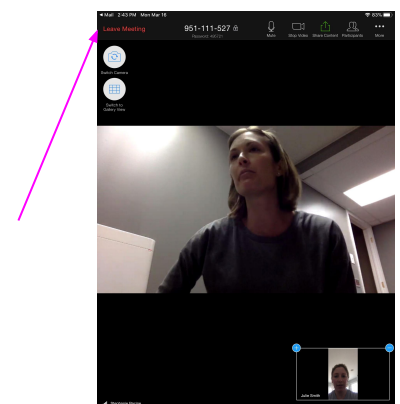 Mail 2:43 PM Mon Mar 16 83%
Leave Meeting 951-111-527
Mute Stop Video Share Content Participants More
Switch Camera
Switch to
Gallery View
Julie Smith